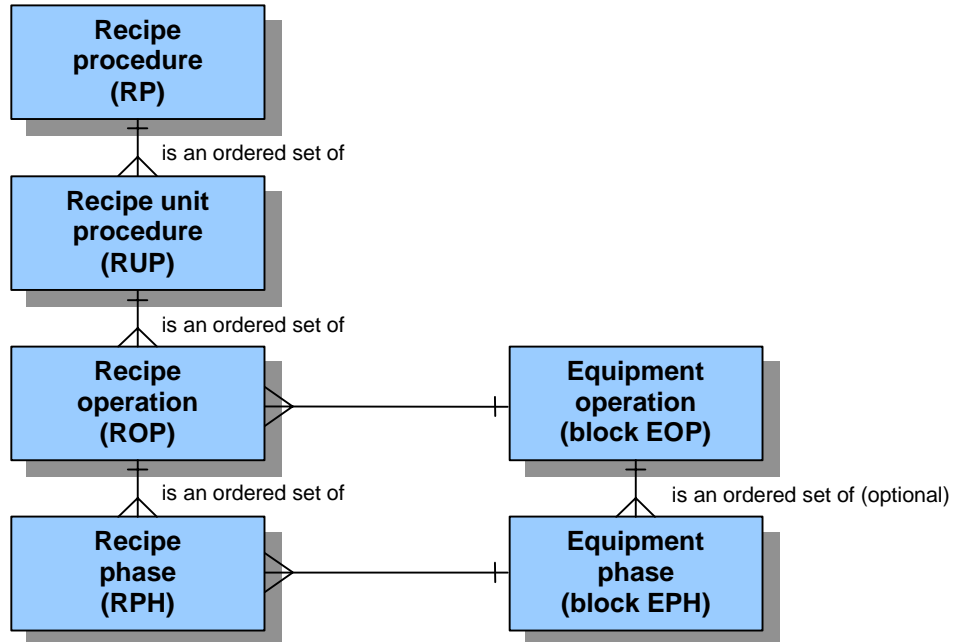 Recipe
procedure
(RP)
is an ordered set of
Recipe unit
procedure
(RUP)
is an ordered set of
Recipe
operation
(ROP)
Equipment
operation
(block EOP)
is an ordered set of
is an ordered set of (optional)
Recipe
phase
(RPH)
Equipment
phase
(block EPH)